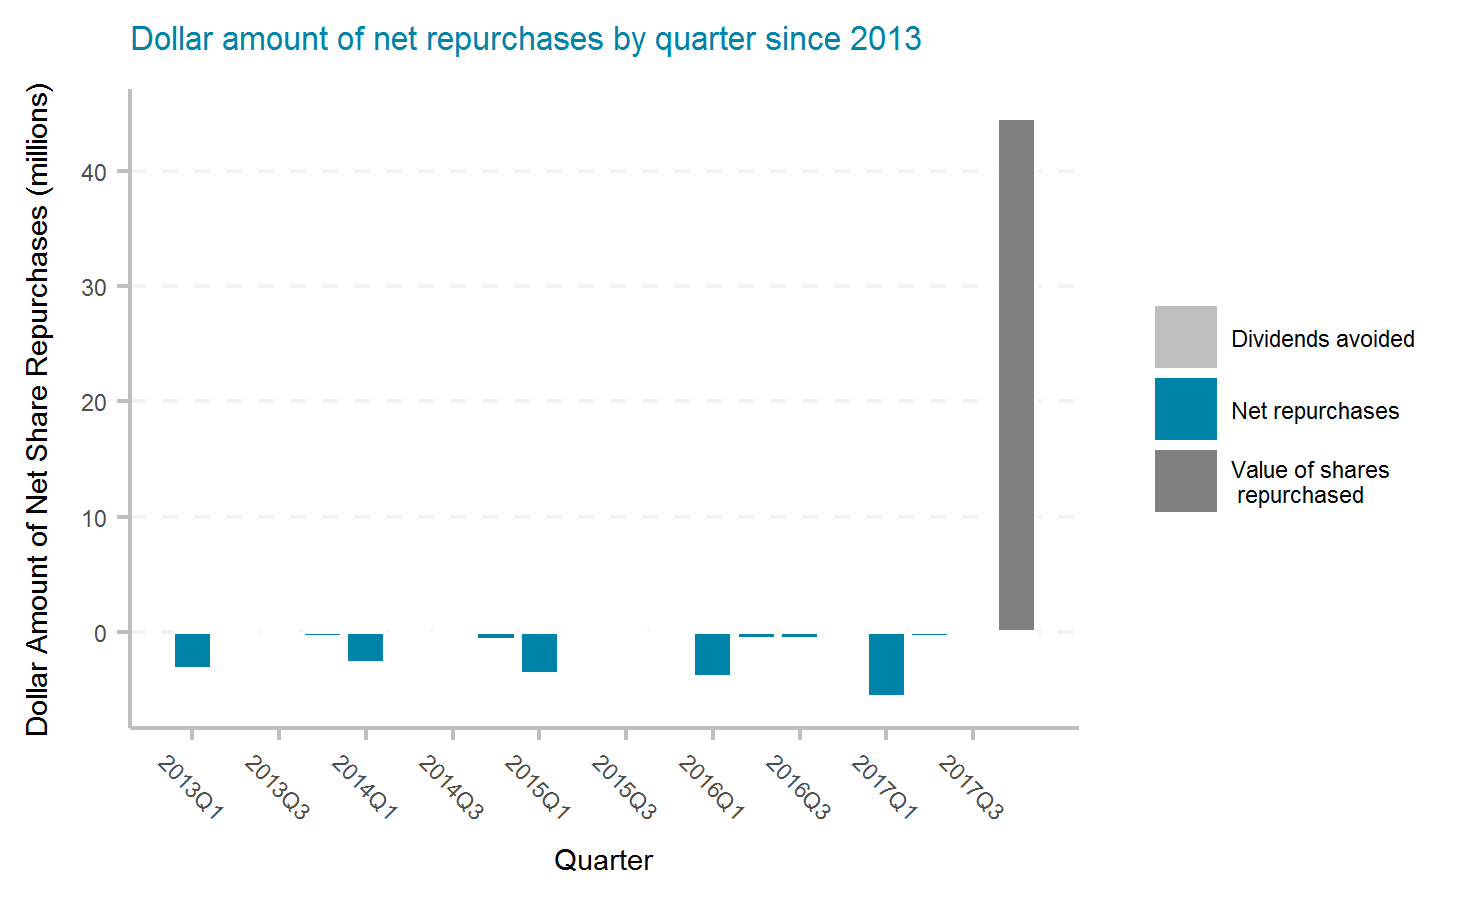 Dollar amount of net repurchases by quarter since 2013
Dollar Amount of Net Share Repurchases (millions)
40
30
20
10
0
2013Q1
2013Q3
2014Q1
2014Q3
2015Q1
2015Q3
2016Q1
2016Q3
2017Q1
2017Q3
Quarter
Dividends avoided
Net repurchases
Value of shares
repurchased